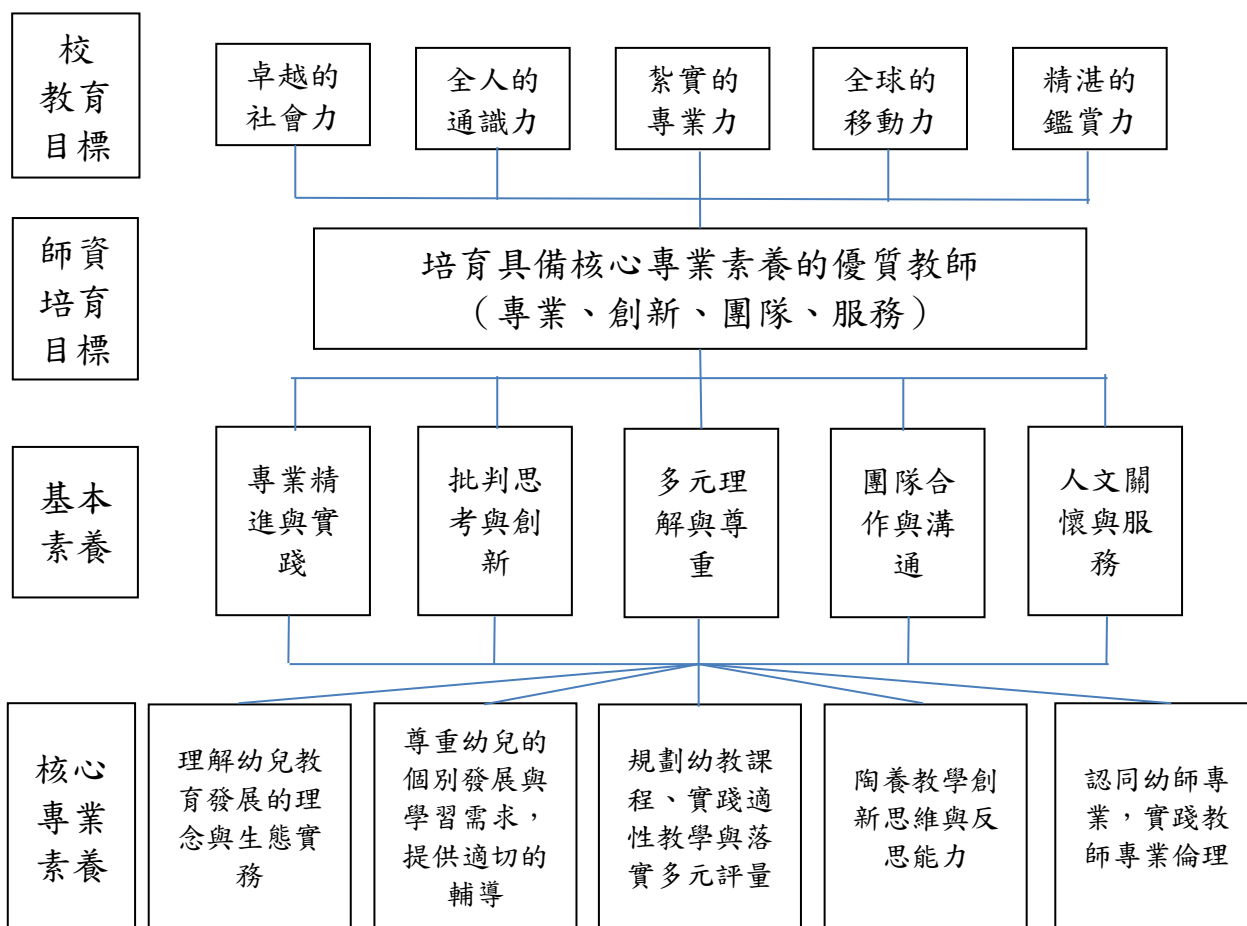 校
教育
目標
卓越的
社會力
全人的
通識力
紮實的
專業力
全球的
移動力
精湛的
鑑賞力
師資
培育
目標
培育具備核心專業素養的優質教師
（專業、創新、團隊、服務）
基本
素養
專業精
進與實
踐
批判思
考與創
新
多元理
解與尊
重
團隊合
作與溝
通
人文關
懷與服
務
核心
專業
素養
理解幼兒教
育發展的理
念與生態實
務
尊重幼兒的
個別發展與
學習需求，
提供適切的
輔導
規劃幼教課
程、實踐適
性教學與落
實多元評量
陶養教學創
新思維與反
思能力
認同幼師專
業，實踐教
師專業倫理